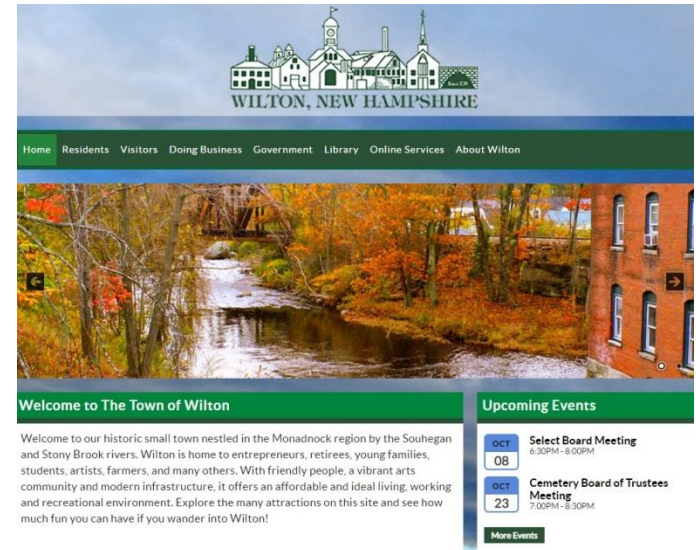 WILTON, NEW HAMPSHIRE
Home Residents Visitors Doing Business Government Library Online Services About Wilton
Welcome to The Town of Wilton
Welcome to our historic small town nestled in the Monadnock region by the Souhegan
and Stony Brook rivers. Wilton is home to entrepreneurs, retirees, young families,
students, artists, farmers, and many others. With friendly people, a vibrant arts
community and modern infrastructure, it offers an affordable and ideal living, working
and recreational environment. Explore the many attractions on this site and see how
much fun you can have if you wander into Wilton!
Upcoming Events
OCT
08
Select Board Meeting
6:30PM - 8:00PM
OCT
23
Cemetery Board of Trustees
Meeting
7:00PM - 8:30PM
More Events